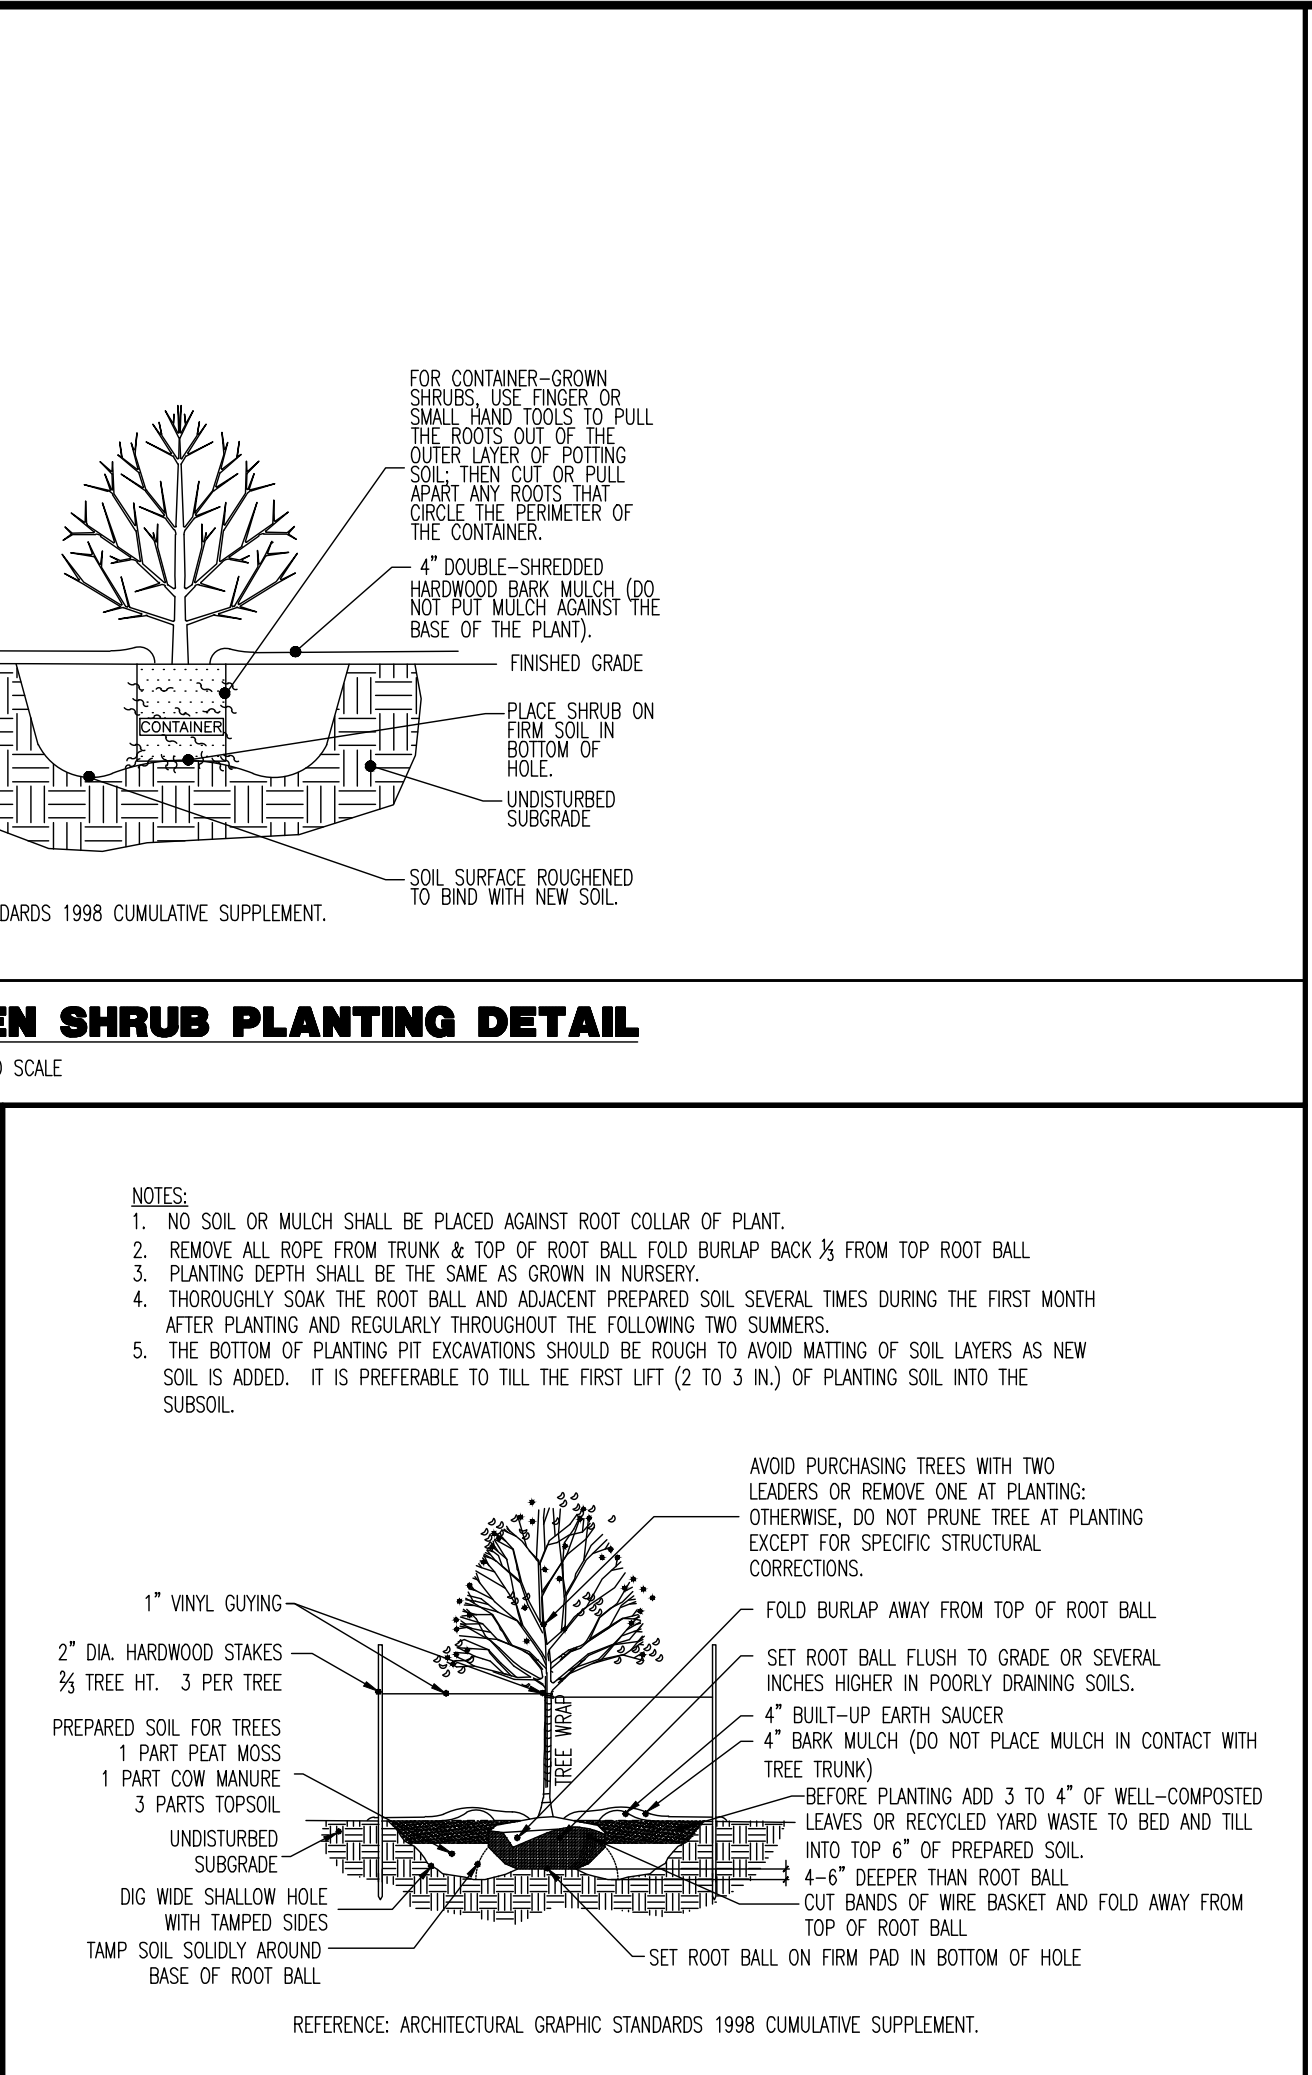 FOR CONTAINER-GROWN
SHRUBS, USE FINGER OR
SMALL HAND TOOLS TO PULL
THE ROOTS OUT OF THE
OUTER LAYER OF POTTING
SOIL; THEN CUT OR PULL
APART ANY ROOTS THAT
CIRCLE THE PERIMETER OF
THE CONTAINER.
4" DOUBLE-SHREDDED
HARDWOOD BARK MULCH (DO
NOT PUT MULCH AGAINST THE
BASE OF THE PLANT).
FINISHED GRADE
CONTAINER
PLACE SHRUB ON
FIRM SOIL IN
BOTTOM OF
HOLE.
UNDISTURBED
SUBGRADE
SOIL SURFACE ROUGHENED
TO BIND WITH NEW SOIL.
DARDS 1998 CUMULATIVE SUPPLEMENT.
EN SHRUB PLANTING DETAIL
O SCALE
NOTES:
1. NO SOIL OR MULCH SHALL BE PLACED AGAINST ROOT COLLAR OF PLANT.
2. REMOVE ALL ROPE FROM TRUNK & TOP OF ROOT BALL FOLD BURLAP BACK ⅓ FROM TOP ROOT BALL
3. PLANTING DEPTH SHALL BE THE SAME AS GROWN IN NURSERY.
4. THOROUGHLY SOAK THE ROOT BALL AND ADJACENT PREPARED SOIL SEVERAL TIMES DURING THE FIRST MONTH
AFTER PLANTING AND REGULARLY THROUGHOUT THE FOLLOWING TWO SUMMERS.
5. THE BOTTOM OF PLANTING PIT EXCAVATIONS SHOULD BE ROUGH TO AVOID MATTING OF SOIL LAYERS AS NEW
SOIL IS ADDED. IT IS PREFERABLE TO TILL THE FIRST LIFT (2 TO 3 IN.) OF PLANTING SOIL INTO THE
SUBSOIL.
AVOID PURCHASING TREES WITH TWO
LEADERS OR REMOVE ONE AT PLANTING:
OTHERWISE, DO NOT PRUNE TREE AT PLANTING
EXCEPT FOR SPECIFIC STRUCTURAL
CORRECTIONS.
1" VINYL GUYING
2" DIA. HARDWOOD STAKES
⅔ TREE HT. 3 PER TREE
PREPARED SOIL FOR TREES
1 PART PEAT MOSS
1 PART COW MANURE
3 PARTS TOPSOIL
UNDISTURBED
SUBGRADE
DIG WIDE SHALLOW HOLE
WITH TAMPED SIDES
TAMP SOIL SOLIDLY AROUND
BASE OF ROOT BALL
TREE WRAP
FOLD BURLAP AWAY FROM TOP OF ROOT BALL
SET ROOT BALL FLUSH TO GRADE OR SEVERAL
INCHES HIGHER IN POORLY DRAINING SOILS.
4" BUILT-UP EARTH SAUCER
4" BARK MULCH (DO NOT PLACE MULCH IN CONTACT WITH
TREE TRUNK)
BEFORE PLANTING ADD 3 TO 4" OF WELL-COMPOSTED
LEAVES OR RECYCLED YARD WASTE TO BED AND TILL
INTO TOP 6" OF PREPARED SOIL.
4-6" DEEPER THAN ROOT BALL
CUT BANDS OF WIRE BASKET AND FOLD AWAY FROM
TOP OF ROOT BALL
SET ROOT BALL ON FIRM PAD IN BOTTOM OF HOLE
REFERENCE: ARCHITECTURAL GRAPHIC STANDARDS 1998 CUMULATIVE SUPPLEMENT.